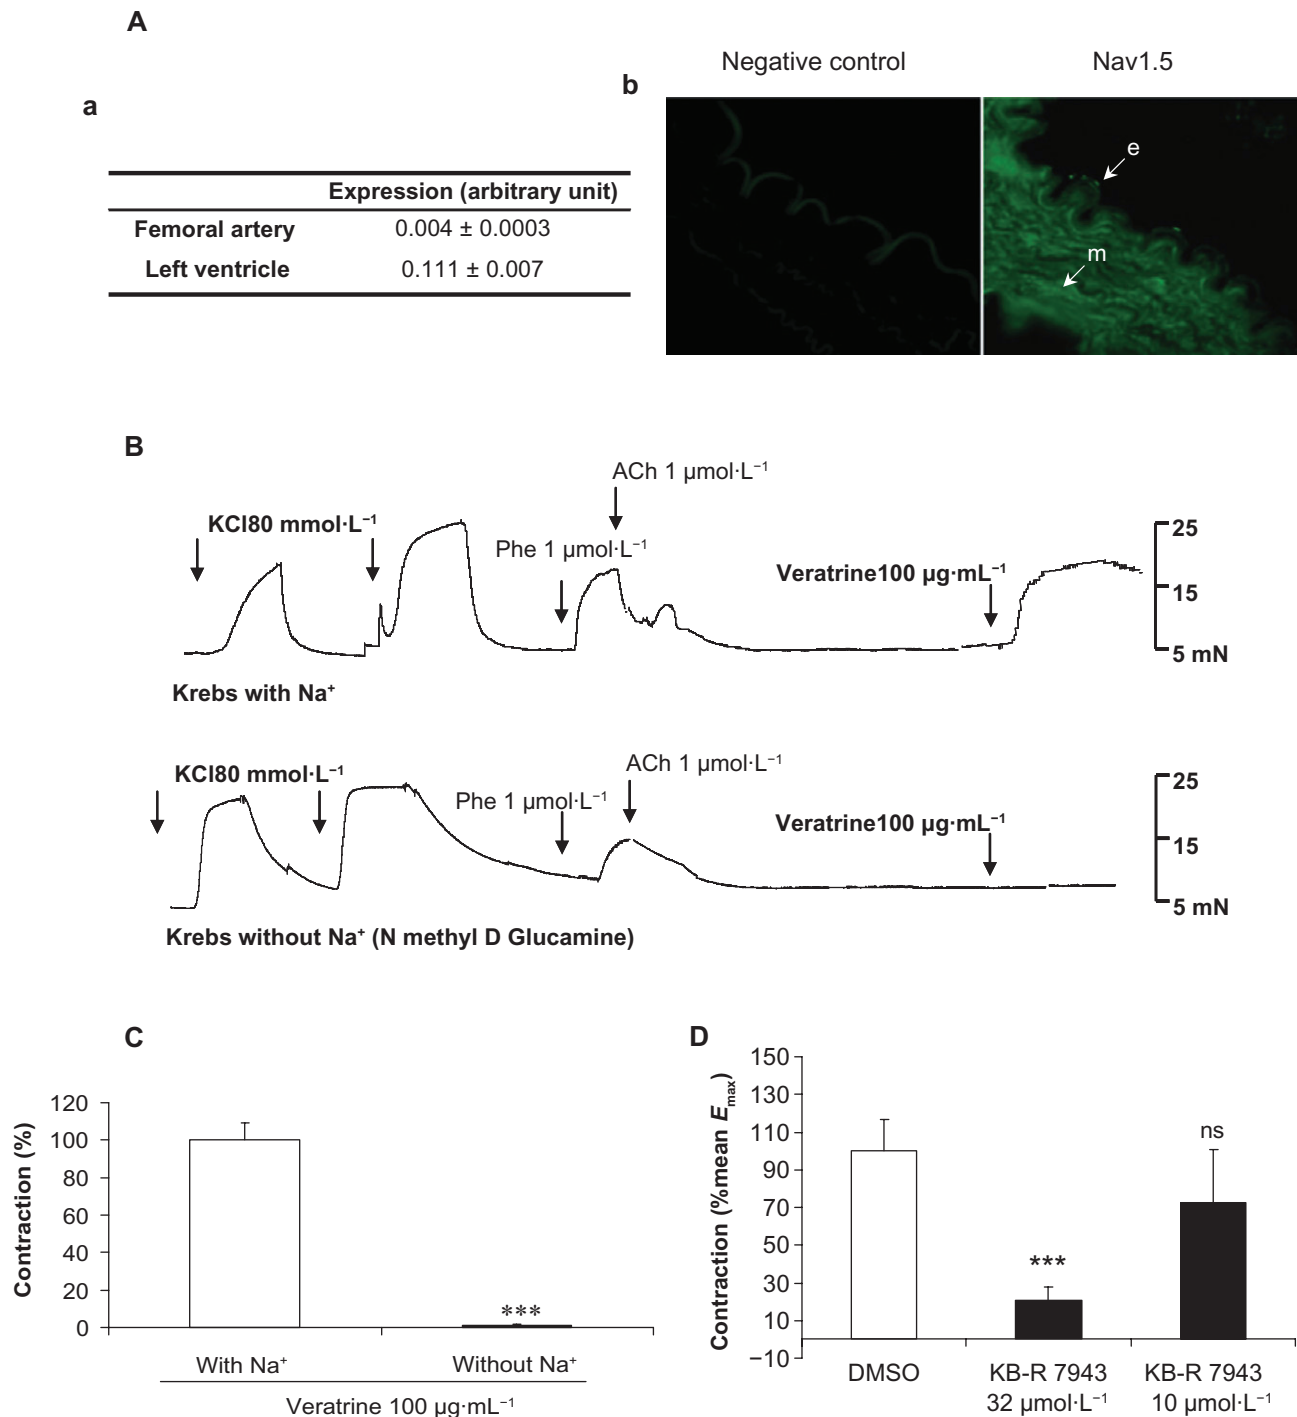 A
a
Expression (arbitrary unit)
Femoral artery 0.004 ± 0.0003
Left ventricle 0.111 ± 0.007
b
Negative control Nav1.5
e
m
B
ACh 1 µmol·L⁻¹
KCl80 mmol·L⁻¹
Phe 1 µmol·L⁻¹
Veratrine100 µg·mL⁻¹
25
15
5 mN
Krebs with Na⁺
ACh 1 µmol·L⁻¹
KCl80 mmol·L⁻¹
Phe 1 µmol·L⁻¹
Veratrine100 µg·mL⁻¹
25
15
5 mN
Krebs without Na⁺ (N methyl D Glucamine)
C
Contraction (%)
120
100
80
60
40
20
0
***
With Na⁺ Without Na⁺
Veratrine 100 µg·mL⁻¹
D
Contraction (%mean Emax)
150
130
110
90
70
50
30
10
−10
***
ns
DMSO KB-R 7943 KB-R 7943
32 µmol·L⁻¹ 10 µmol·L⁻¹